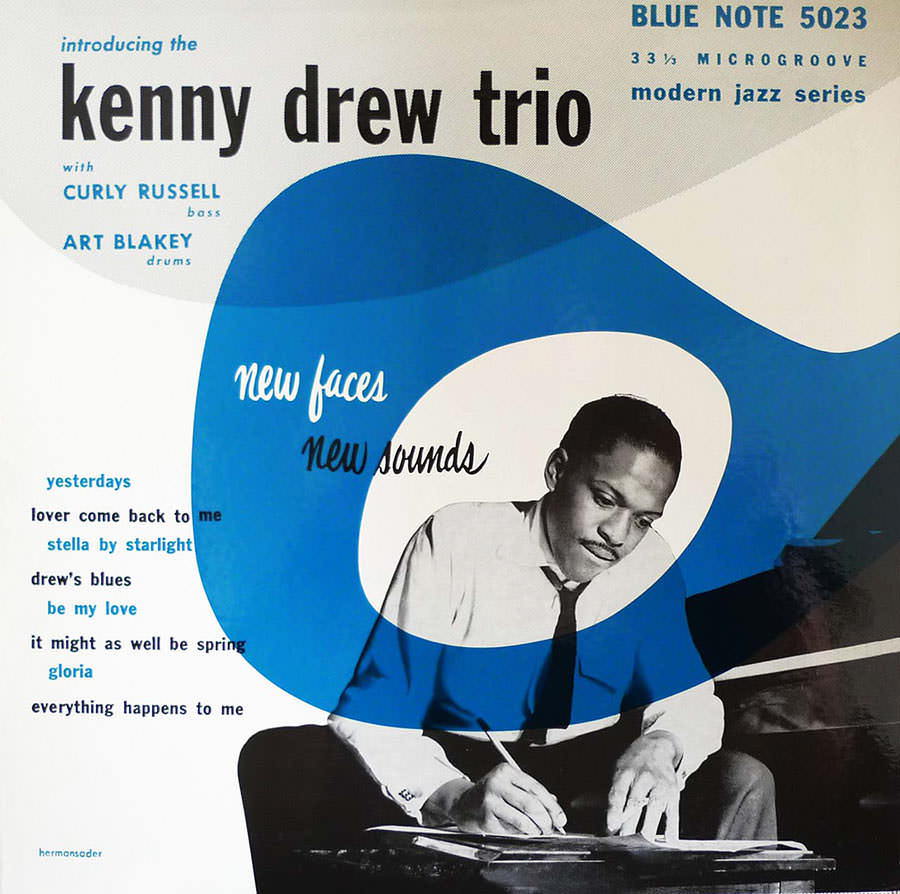 introducing the
kenny drew trio
with
CURLY RUSSELL
bass
ART BLAKEY
drums
BLUE NOTE 5023
33 1/3 MICROGROOVE
modern jazz series
new faces
new sounds
yesterdays
lover come back to me
stella by starlight
drew's blues
be my love
it might as well be spring
gloria
everything happens to me
hermansader